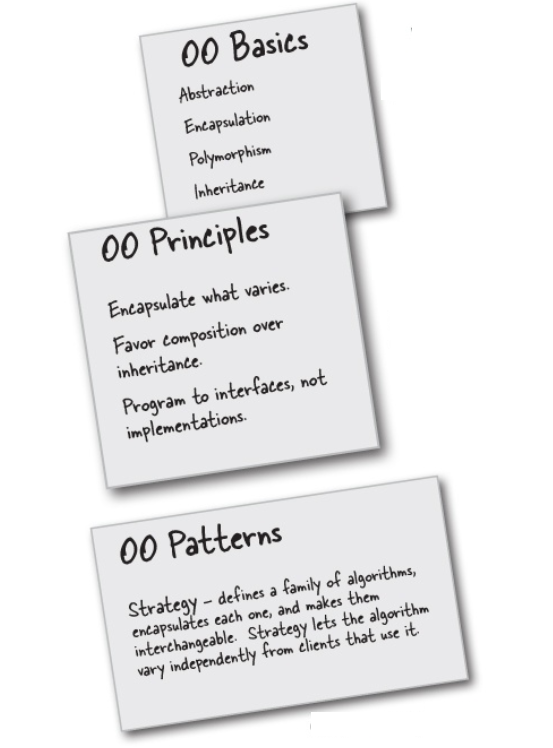 OO Basics
Abstraction
Encapsulation
Polymorphism
Inheritance
OO Principles
Encapsulate what varies.
Favor composition over
inheritance.
Program to interfaces, not
implementations.
OO Patterns
Strategy – defines a family of algorithms,
encapsulates each one, and makes them
interchangeable. Strategy lets the algorithm
vary independently from clients that use it.